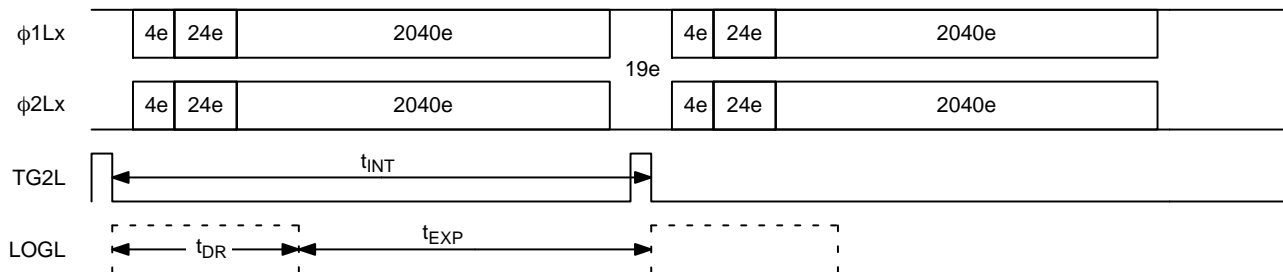 ϕ1Lx 4e 24e 2040e 4e 24e 2040e
19e
ϕ2Lx 4e 24e 2040e 4e 24e 2040e
TG2L tINT
LOGL tDR tEXP